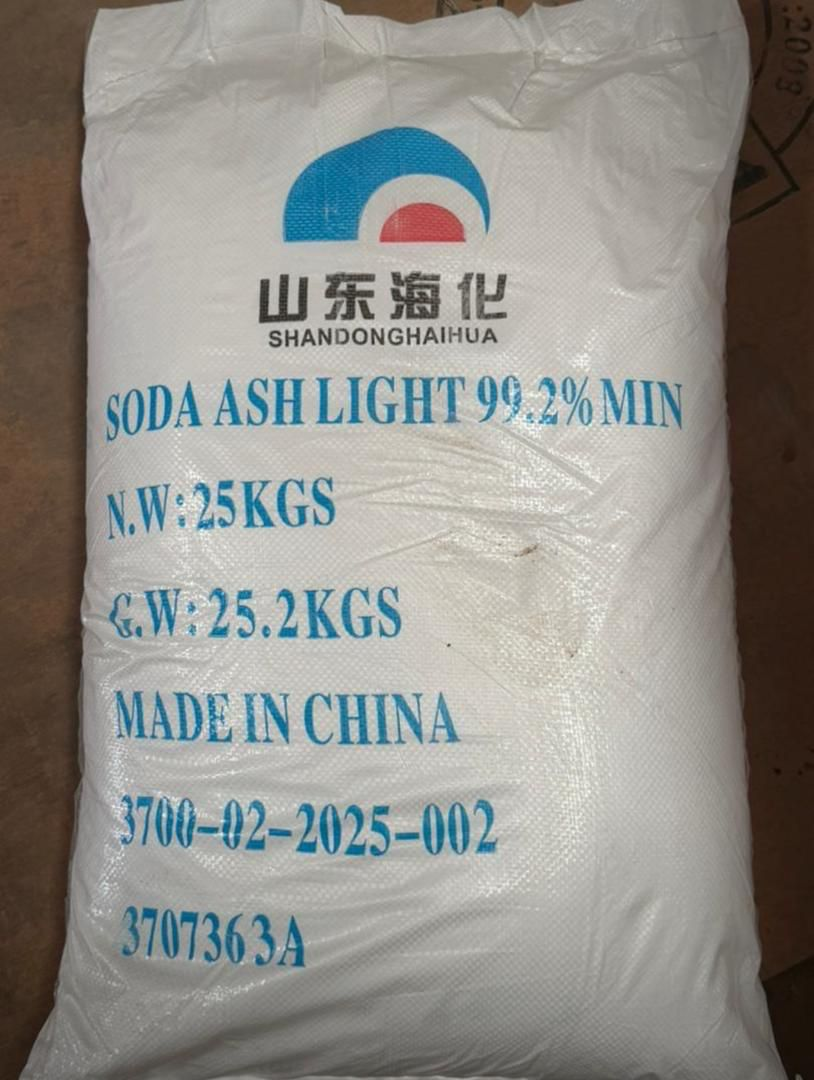 山东海化
SHANDONGHAIHUA
SODA ASH LIGHT 99.2% MIN
N.W:25KGS
G.W:25.2KGS
MADE IN CHINA
3700-02-2025-002
3707363A
:200g